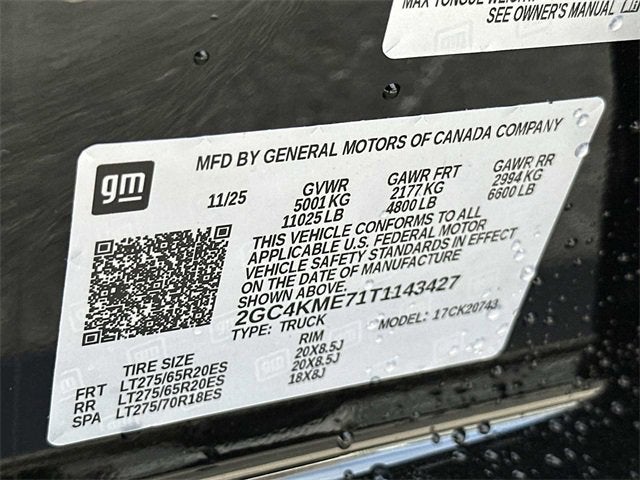 MAX TONGUE WEIGHT
SEE OWNER'S MANUAL
gm
MFD BY GENERAL MOTORS OF CANADA COMPANY
11/25 GVWR GAWR FRT GAWR RR
5001 KG 2177 KG 2994 KG
11025 LB 4800 LB 6600 LB
THIS VEHICLE CONFORMS TO ALL
APPLICABLE U.S. FEDERAL MOTOR
VEHICLE SAFETY STANDARDS IN EFFECT
ON THE DATE OF MANUFACTURE
SHOWN ABOVE.
2GC4KME71T1143427
TYPE: TRUCK MODEL: 17CK20743
TIRE SIZE RIM
FRT LT275/65R20ES 20X8.5J
RR LT275/65R20ES 20X8.5J
SPA LT275/70R18ES 18X8J